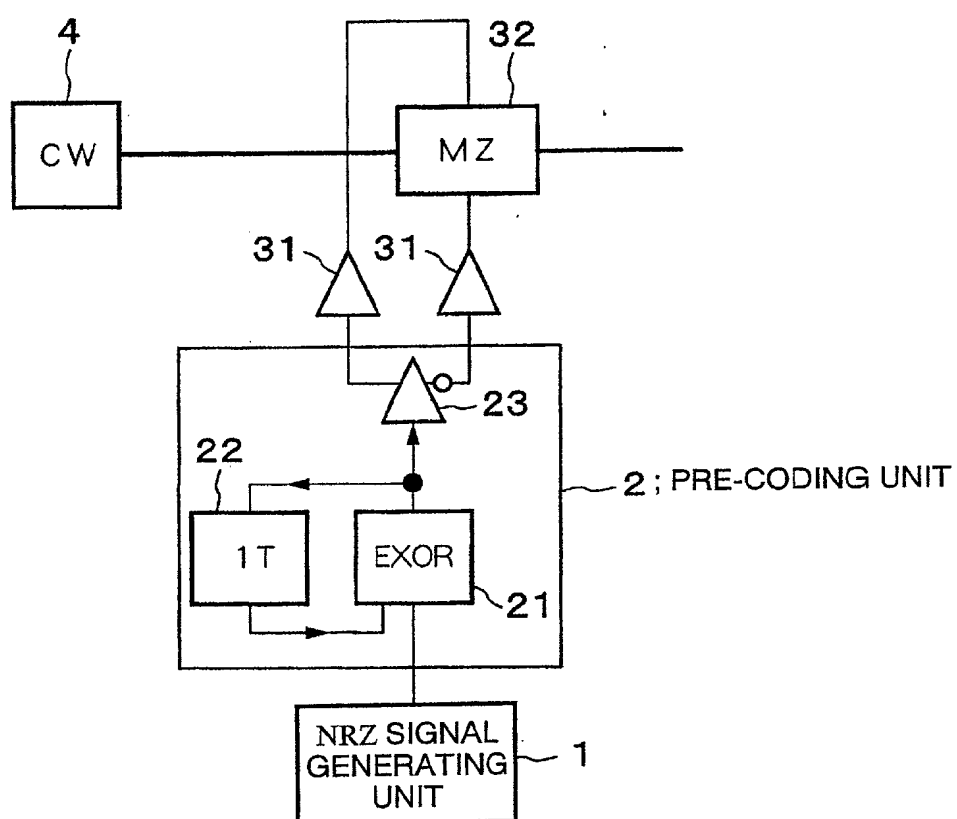 4
32
CW
MZ
31
31
23
22
2 ; PRE-CODING UNIT
1T
EXOR
21
NRZ SIGNAL
GENERATING
UNIT
1